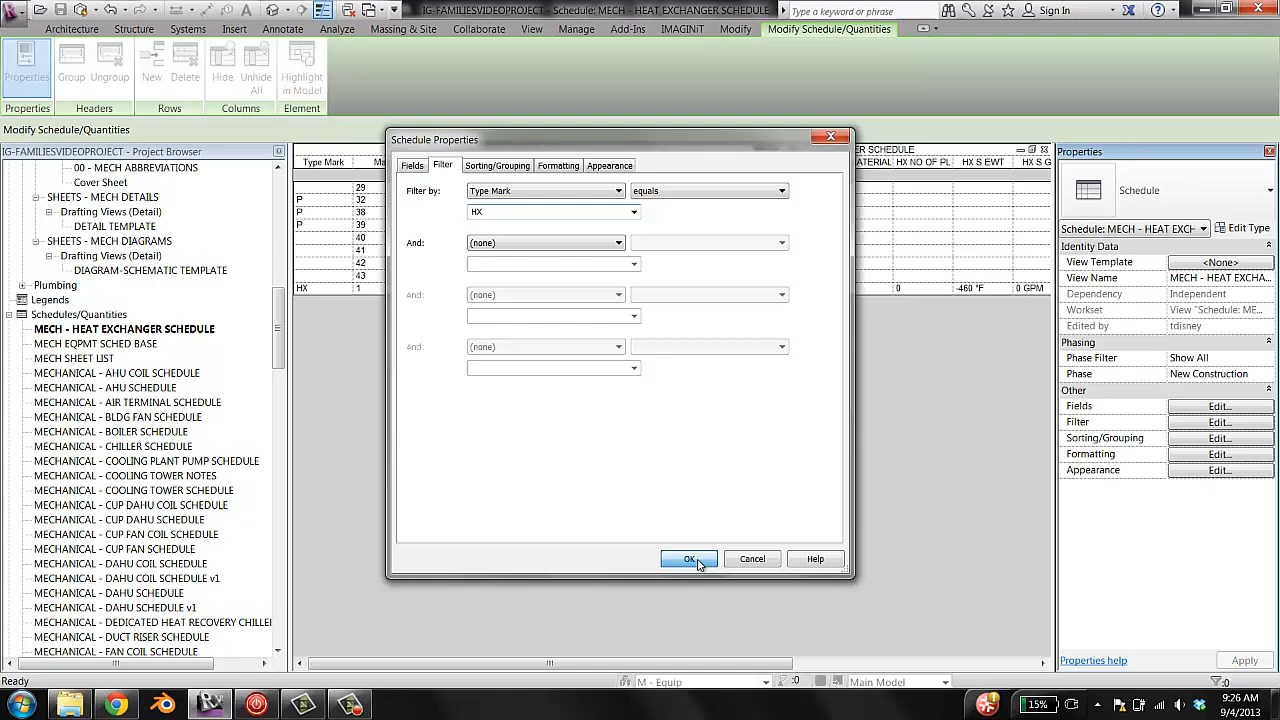 IG-FAMILIESVIDEOPROJECT - Schedule: MECH - HEAT EXCHANGER SCHEDULE
Type a keyword or phrase
Sign In
Architecture Structure Systems Insert Annotate Analyze Massing & Site Collaborate View Manage Add-Ins IMAGINiT Modify Modify Schedule/Quantities
Properties Group Ungroup New Delete Hide Unhide All Highlight in Model
Properties Headers Rows Columns Element
Modify Schedule/Quantities
IG-FAMILIESVIDEOPROJECT - Project Browser
00 - MECH ABBREVIATIONS
Cover Sheet
SHEETS - MECH DETAILS
Drafting Views (Detail)
DETAIL TEMPLATE
SHEETS - MECH DIAGRAMS
Drafting Views (Detail)
DIAGRAM-SCHEMATIC TEMPLATE
Plumbing
Legends
Schedules/Quantities
MECH - HEAT EXCHANGER SCHEDULE
MECH EQPMT SCHED BASE
MECH SHEET LIST
MECHANICAL - AHU COIL SCHEDULE
MECHANICAL - AHU SCHEDULE
MECHANICAL - AIR TERMINAL SCHEDULE
MECHANICAL - BLDG FAN SCHEDULE
MECHANICAL - BOILER SCHEDULE
MECHANICAL - CHILLER SCHEDULE
MECHANICAL - COOLING PLANT PUMP SCHEDULE
MECHANICAL - COOLING TOWER NOTES
MECHANICAL - COOLING TOWER SCHEDULE
MECHANICAL - CUP DAHU COIL SCHEDULE
MECHANICAL - CUP DAHU SCHEDULE
MECHANICAL - CUP FAN COIL SCHEDULE
MECHANICAL - CUP FAN SCHEDULE
MECHANICAL - DAHU COIL SCHEDULE
MECHANICAL - DAHU COIL SCHEDULE v1
MECHANICAL - DAHU SCHEDULE
MECHANICAL - DAHU SCHEDULE v1
MECHANICAL - DEDICATED HEAT RECOVERY CHILLER
MECHANICAL - DUCT RISER SCHEDULE
MECHANICAL - FAN COIL SCHEDULE
ER SCHEDULE
Type Mark Ma ATERIAL HX NO OF PL HX S EWT HX S G
29
P 32
P 38
P 39
40
41
42
43
HX 1 0 -460 °F 0 GPM
Schedule Properties
Fields Filter Sorting/Grouping Formatting Appearance
Filter by: Type Mark equals
HX
And: (none)
And: (none)
And: (none)
OK Cancel Help
Properties
Schedule
Schedule: MECH - HEAT EXCH Edit Type
Identity Data
View Template <None>
View Name MECH - HEAT EXCHA...
Dependency Independent
Workset View "Schedule: ME...
Edited by tdisney
Phasing
Phase Filter Show All
Phase New Construction
Other
Fields Edit...
Filter Edit...
Sorting/Grouping Edit...
Formatting Edit...
Appearance Edit...
Properties help Apply
Ready M - Equip :0 Main Model :0
15% 9:26 AM
9/4/2013